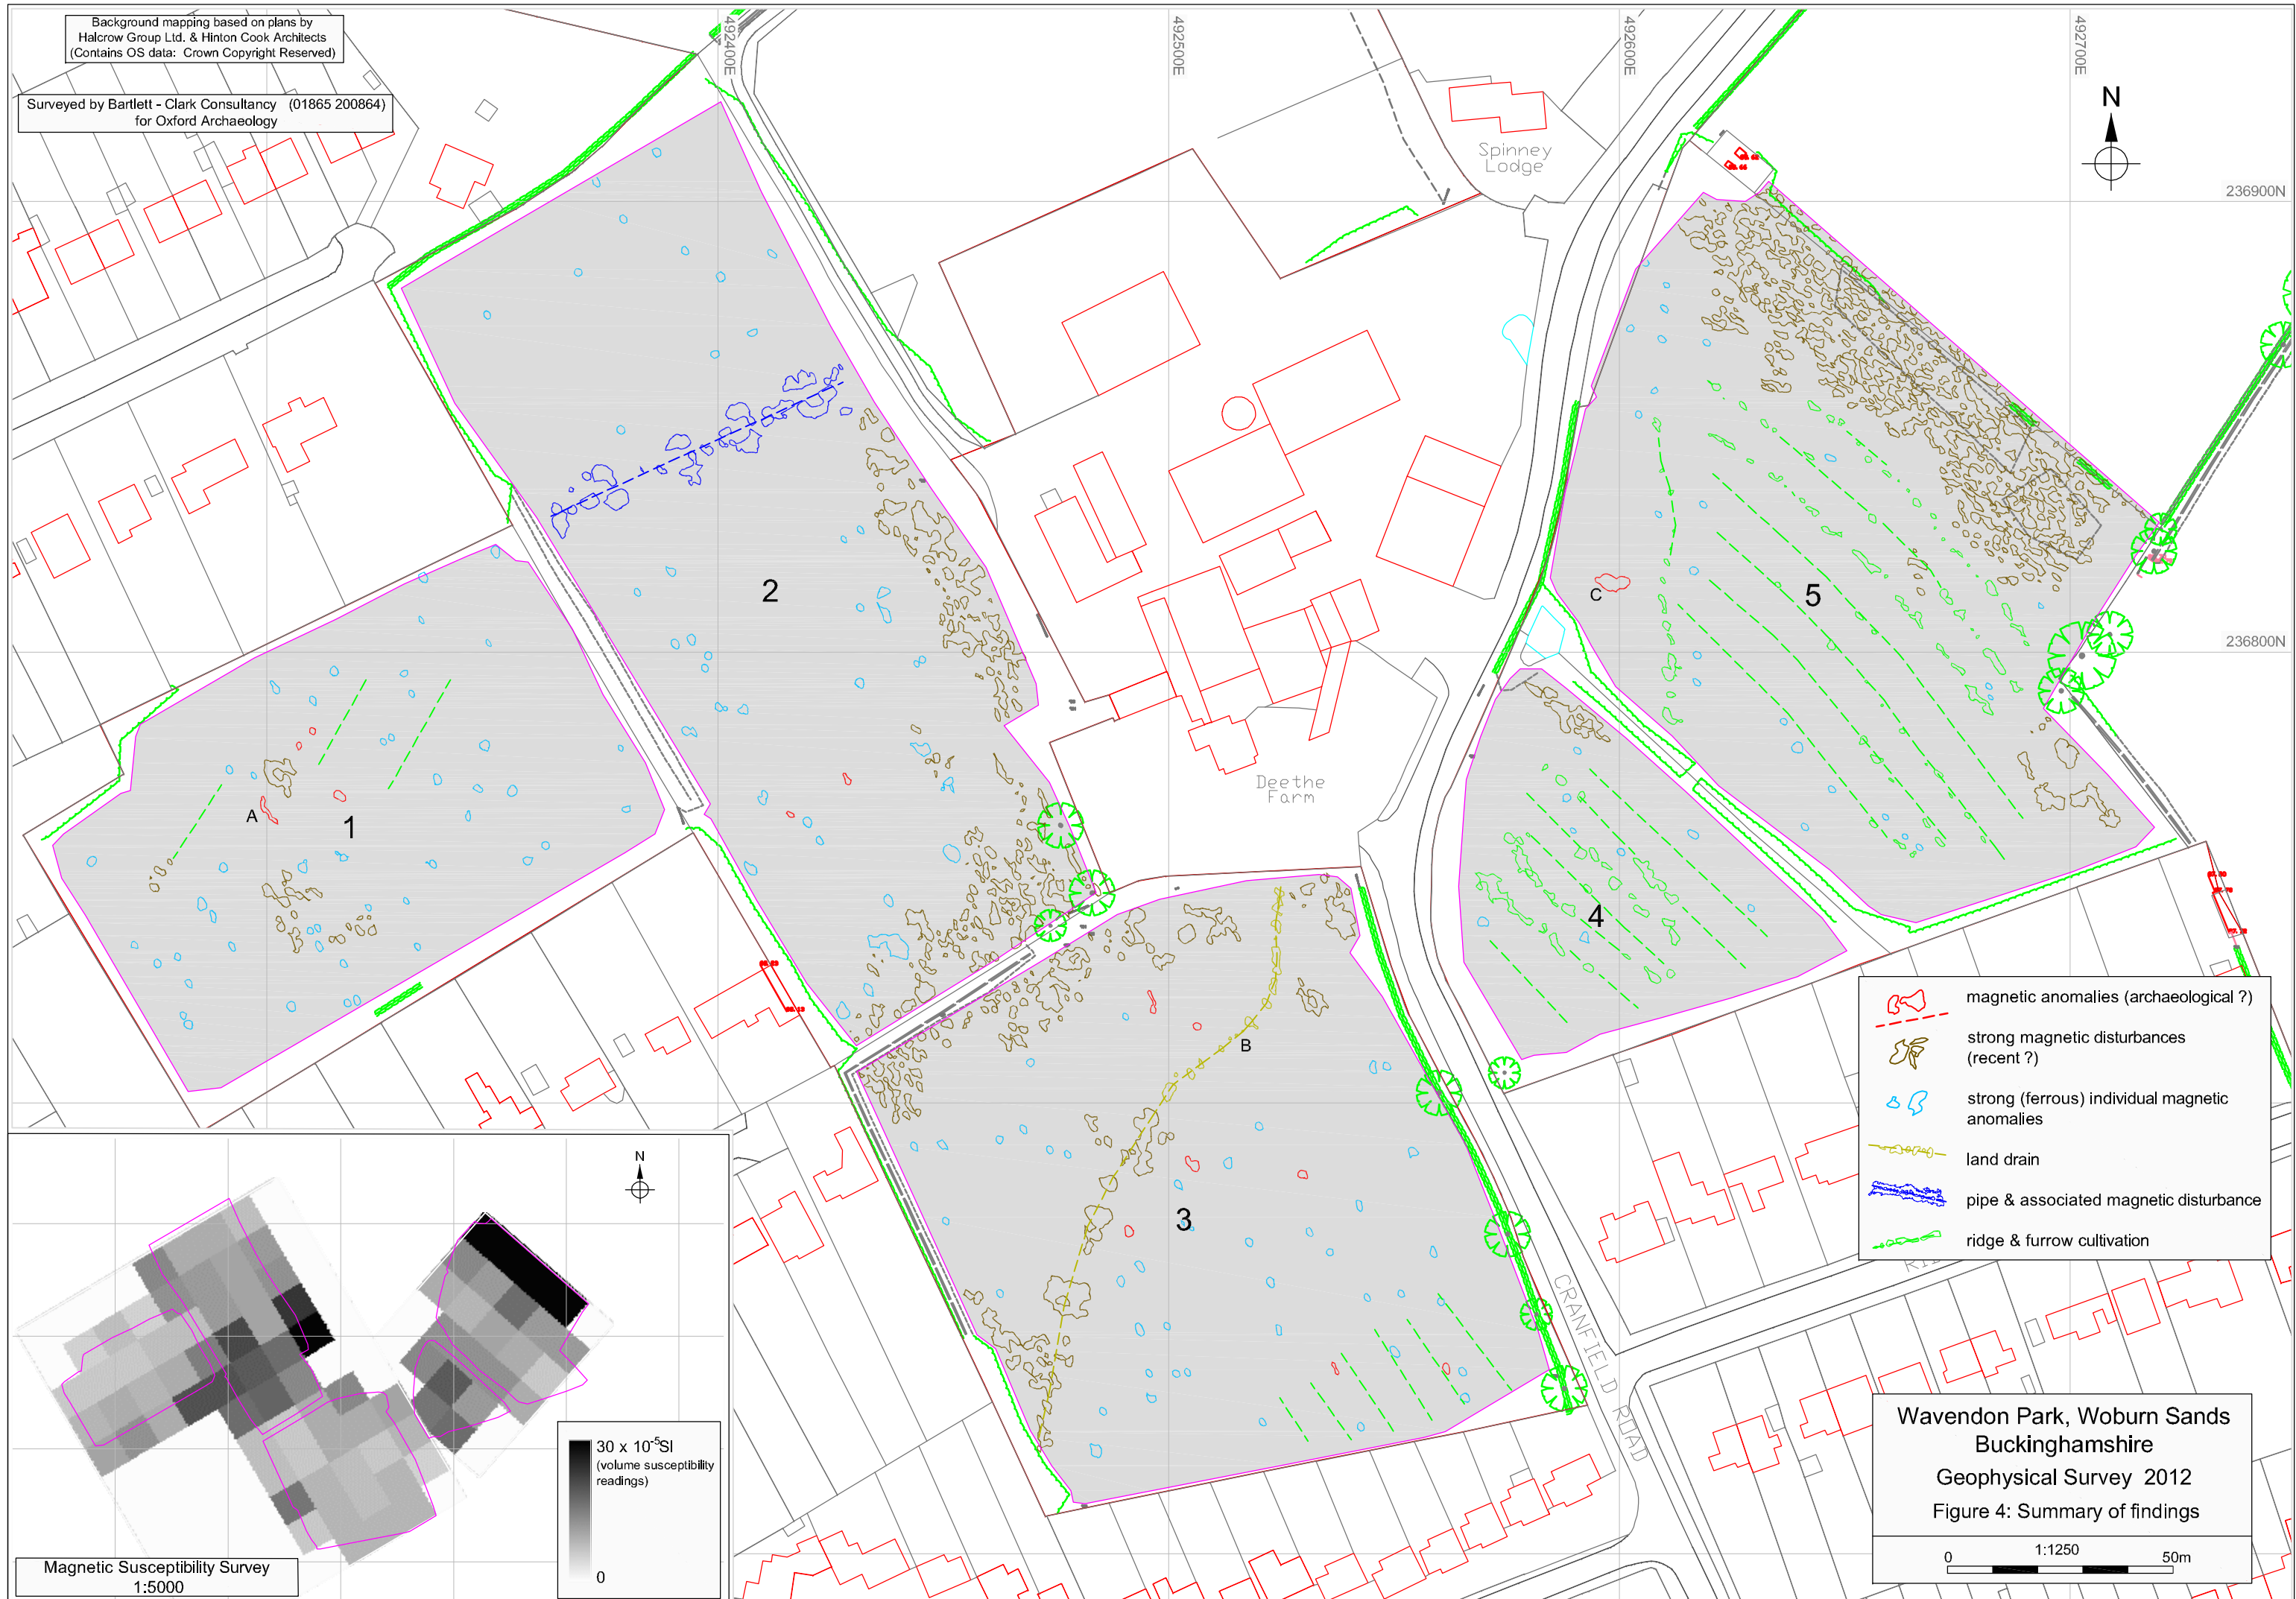 Background mapping based on plans by
Halcrow Group Ltd. & Hinton Cook Architects
(Contains OS data: Crown Copyright Reserved)
Surveyed by Bartlett - Clark Consultancy (01865 200864)
for Oxford Archaeology
492400E
492500E
492600E
492700E
N
236900N
236800N
Spinney
Lodge
Deethe
Farm
2
5
C
A
1
4
B
3
CRANFIELD ROAD
magnetic anomalies (archaeological ?)
strong magnetic disturbances
(recent ?)
strong (ferrous) individual magnetic
anomalies
land drain
pipe & associated magnetic disturbance
ridge & furrow cultivation
N
30 x 10-5SI
(volume susceptibility
readings)
0
Magnetic Susceptibility Survey
1:5000
Wavendon Park, Woburn Sands
Buckinghamshire
Geophysical Survey 2012
Figure 4: Summary of findings
1:1250
0
50m